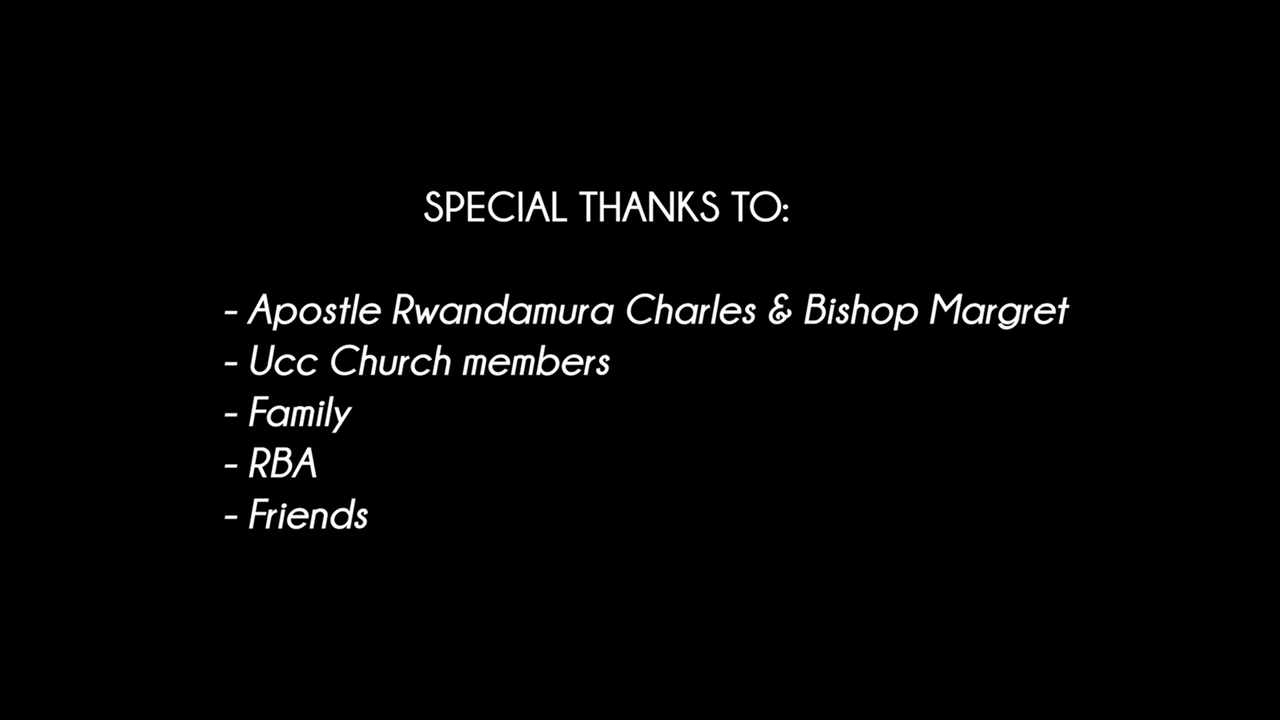 SPECIAL THANKS TO:
- Apostle Rwandamura Charles & Bishop Margret
- Ucc Church members
- Family
- RBA
- Friends